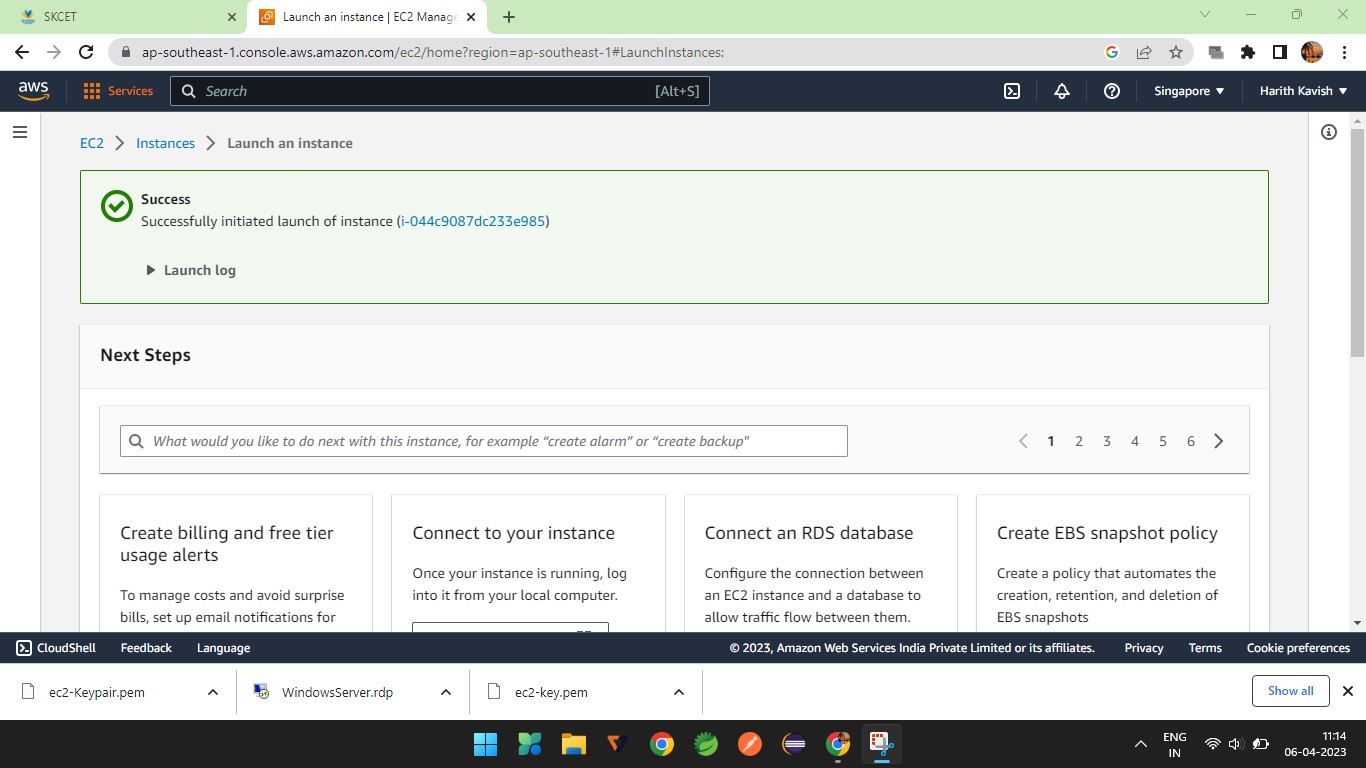 SKCET
Launch an instance | EC2 Manage
ap-southeast-1.console.aws.amazon.com/ec2/home?region=ap-southeast-1#LaunchInstances:
aws
Services
Search
[Alt+S]
Singapore
Harith Kavish
EC2
Instances
Launch an instance
Success
Successfully initiated launch of instance (i-044c9087dc233e985)
Launch log
Next Steps
What would you like to do next with this instance, for example “create alarm” or “create backup"
1 2 3 4 5 6
Create billing and free tier
usage alerts
To manage costs and avoid surprise
bills, set up email notifications for
Connect to your instance
Once your instance is running, log
into it from your local computer.
Connect an RDS database
Configure the connection between
an EC2 instance and a database to
allow traffic flow between them.
Create EBS snapshot policy
Create a policy that automates the
creation, retention, and deletion of
EBS snapshots
CloudShell
Feedback
Language
© 2023, Amazon Web Services India Private Limited or its affiliates.
Privacy
Terms
Cookie preferences
ec2-Keypair.pem
WindowsServer.rdp
ec2-key.pem
Show all
ENG
IN
11:14
06-04-2023